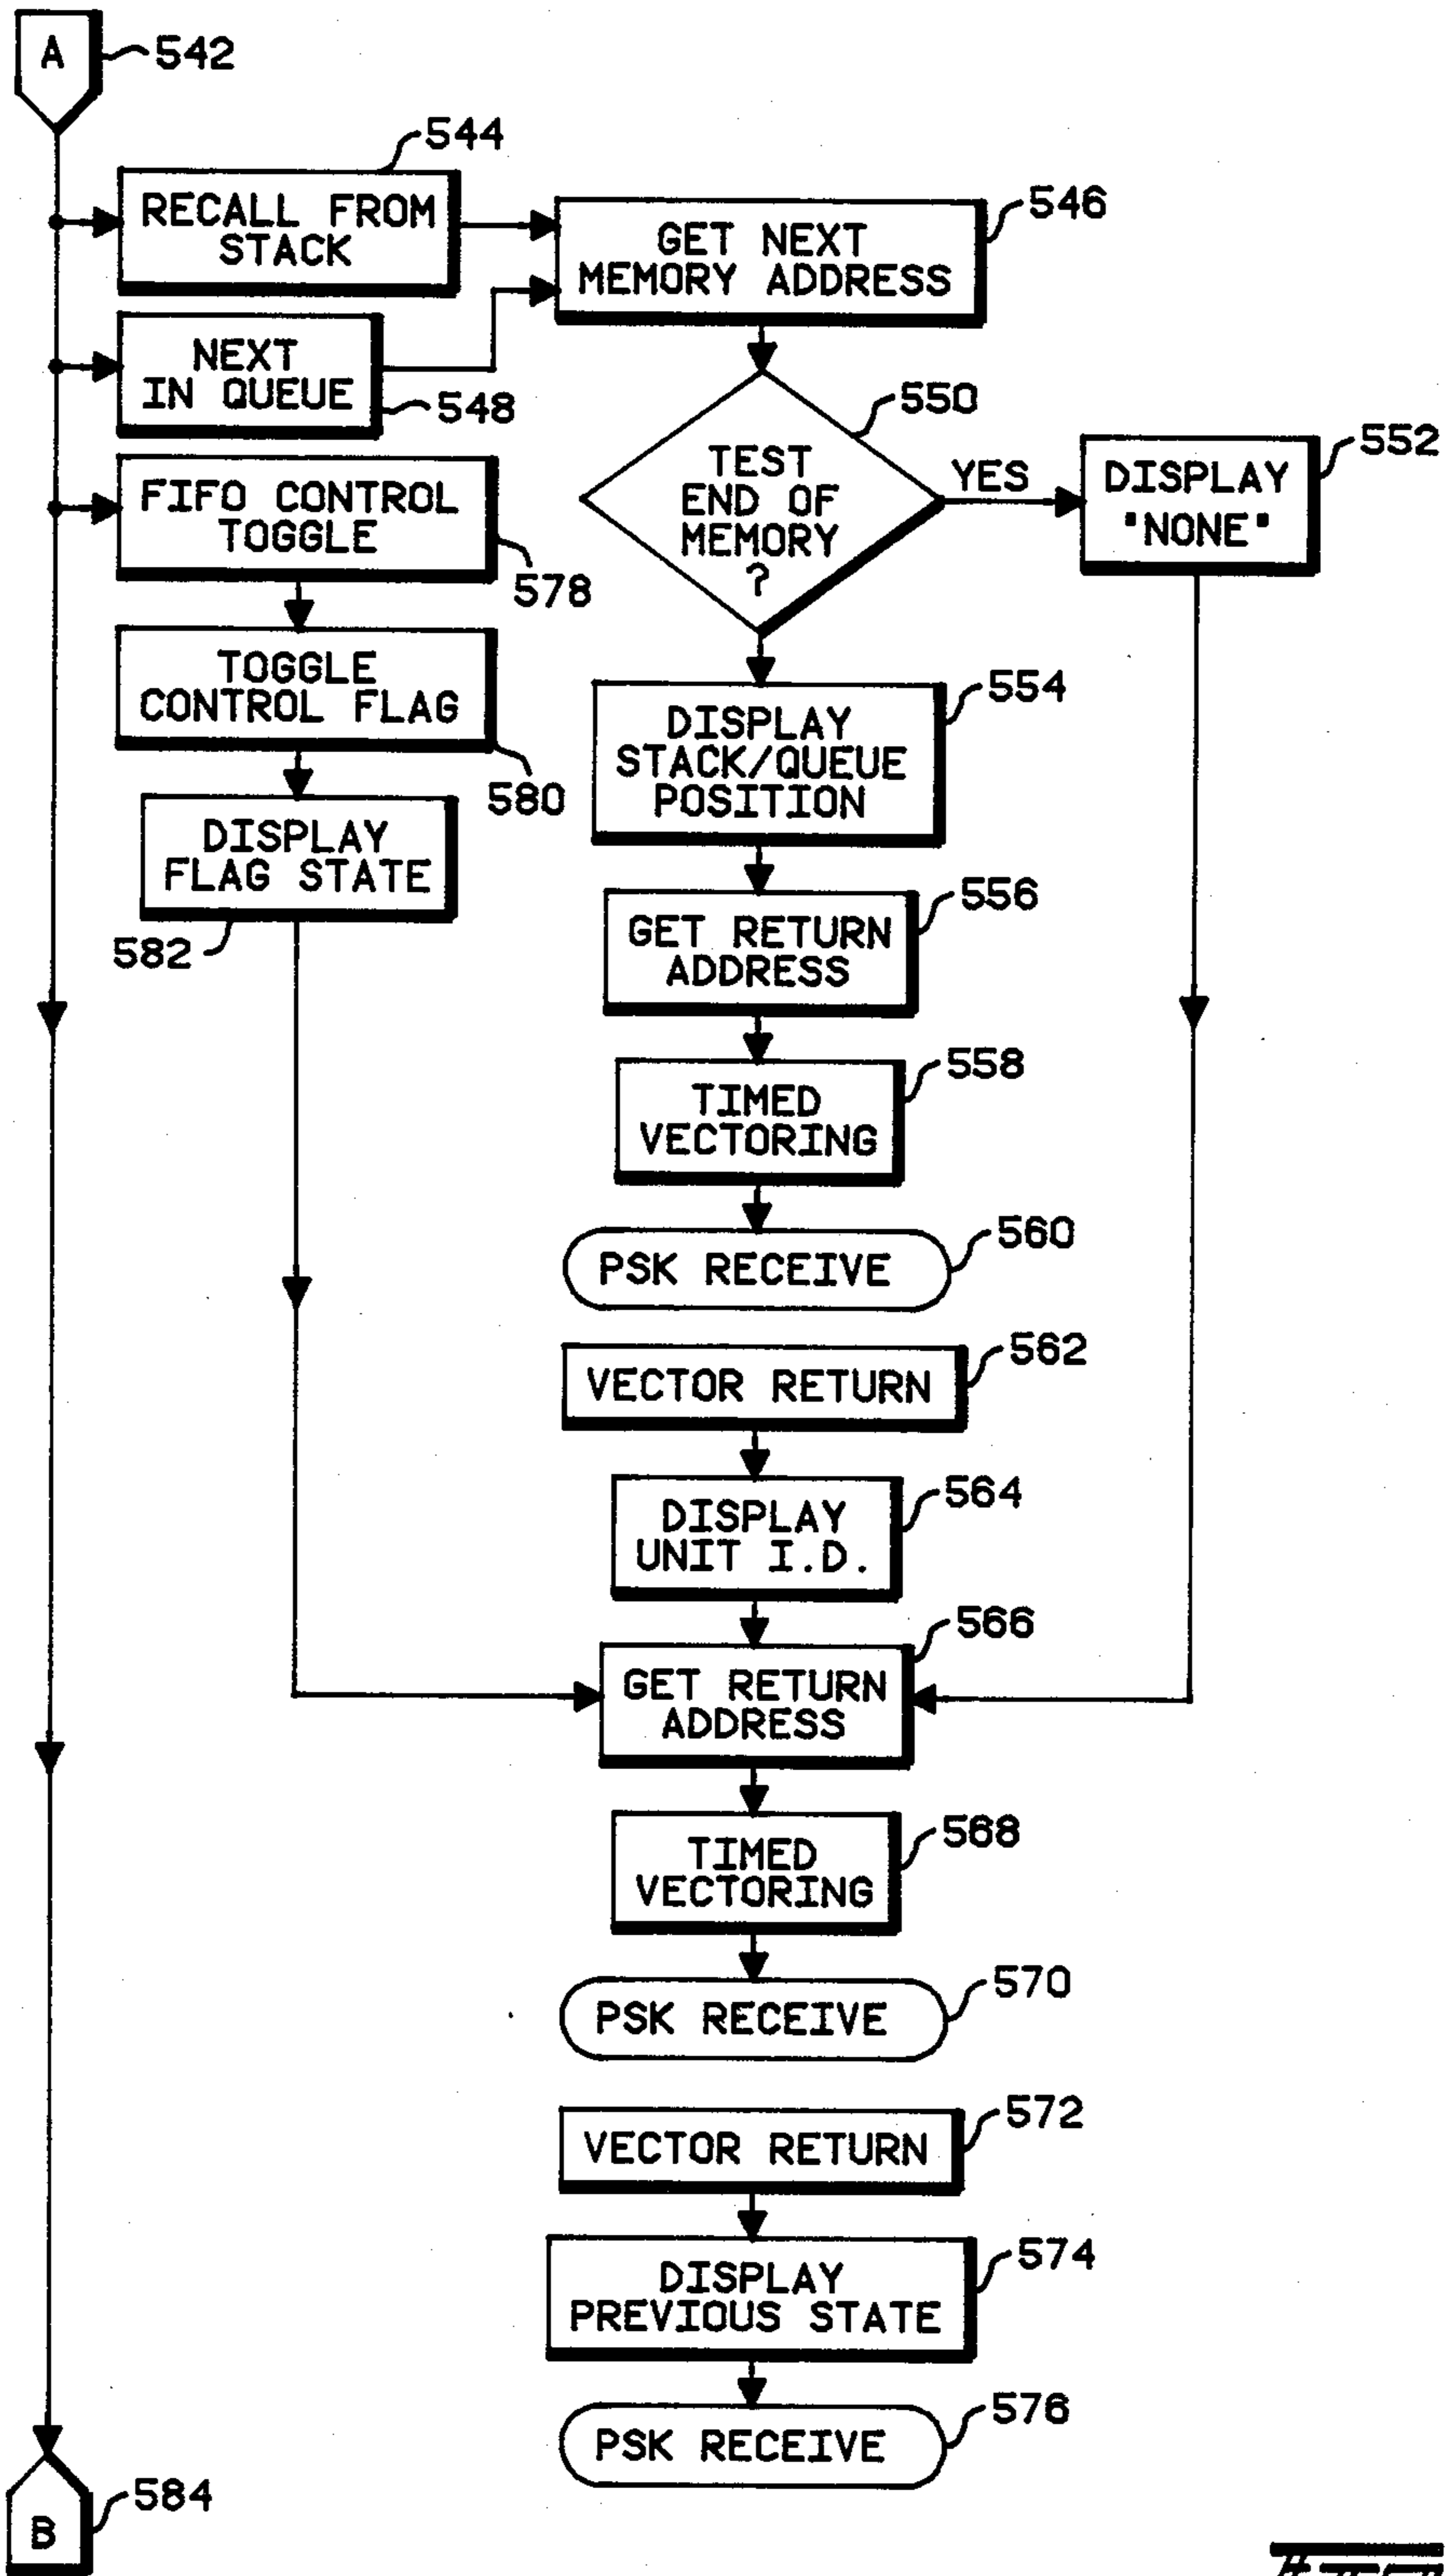 A
542
544
RECALL FROM
STACK
546
GET NEXT
MEMORY ADDRESS
NEXT
IN QUEUE
548
550
TEST
END OF
MEMORY
?
YES
552
DISPLAY
"NONE"
FIFO CONTROL
TOGGLE
578
TOGGLE
CONTROL FLAG
580
554
DISPLAY
STACK/QUEUE
POSITION
DISPLAY
FLAG STATE
582
556
GET RETURN
ADDRESS
558
TIMED
VECTORING
560
PSK RECEIVE
562
VECTOR RETURN
564
DISPLAY
UNIT I.D.
566
GET RETURN
ADDRESS
568
TIMED
VECTORING
570
PSK RECEIVE
572
VECTOR RETURN
574
DISPLAY
PREVIOUS STATE
576
PSK RECEIVE
584
B